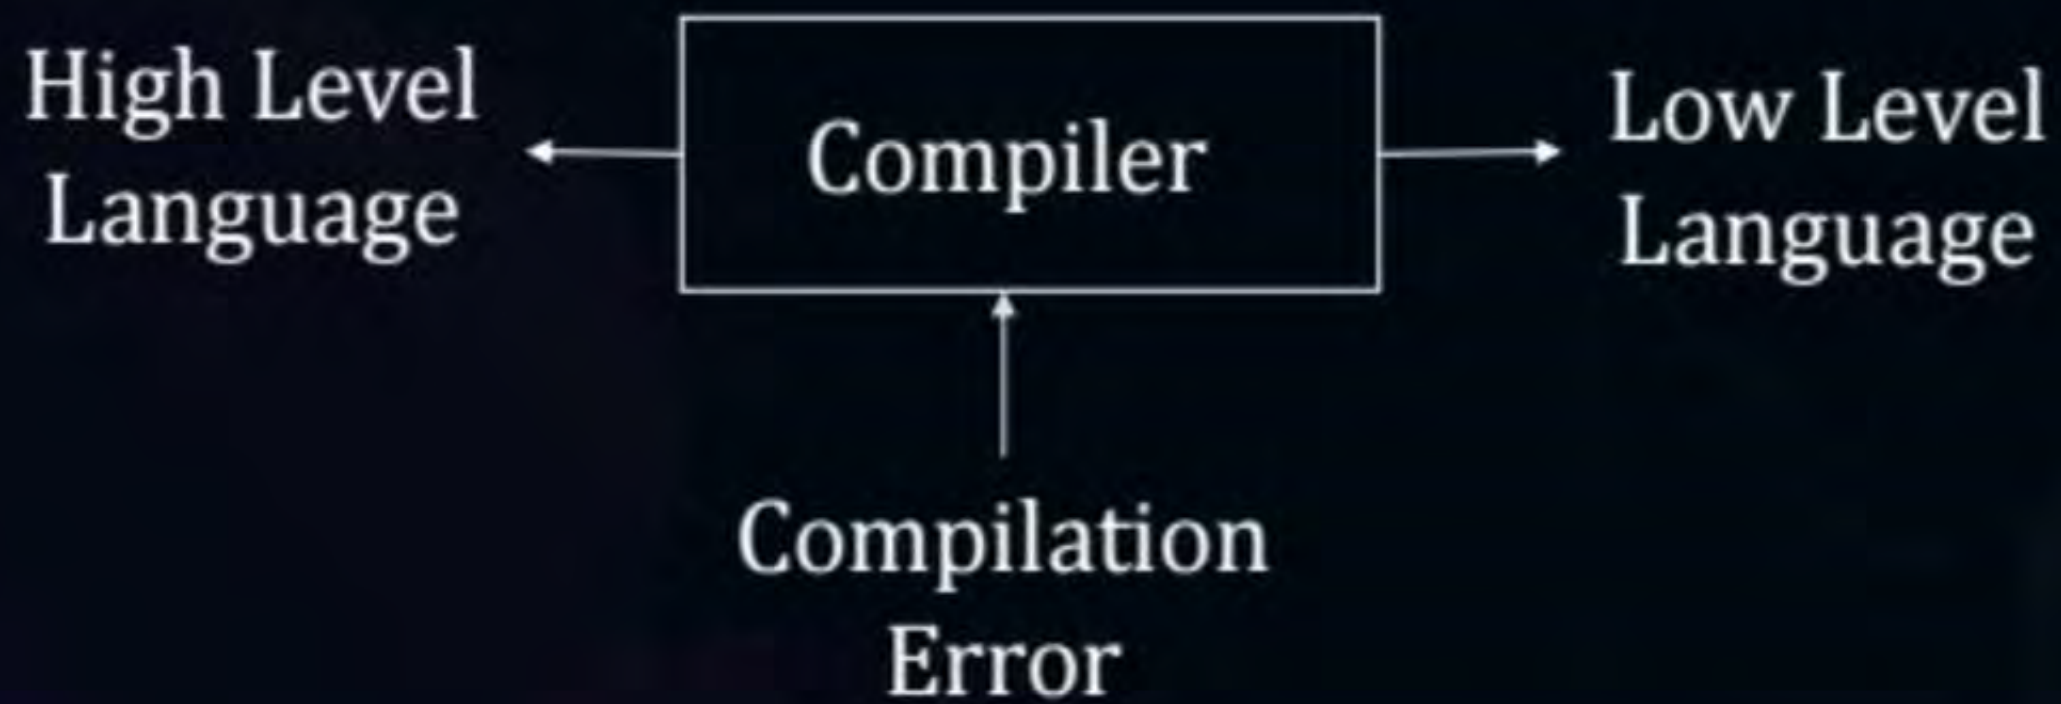 High Level
Language
Compiler
Low Level
Language
Compilation
Error